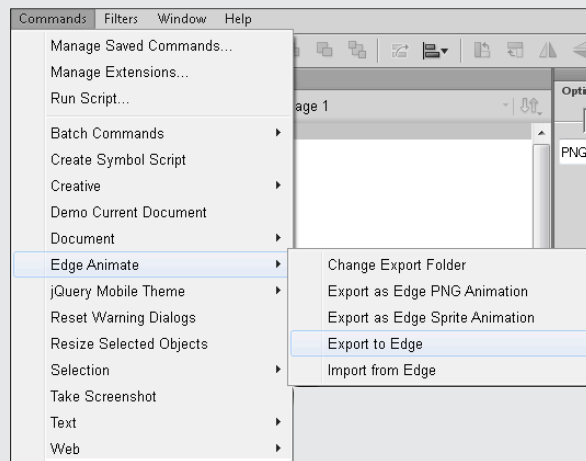 Commands Filters Window Help
Manage Saved Commands...
Manage Extensions...
Run Script...
age 1
Opti
PNG
Batch Commands
Create Symbol Script
Creative
Demo Current Document
Document
Edge Animate
Change Export Folder
jQuery Mobile Theme
Export as Edge PNG Animation
Reset Warning Dialogs
Export as Edge Sprite Animation
Resize Selected Objects
Export to Edge
Selection
Import from Edge
Take Screenshot
Text
Web